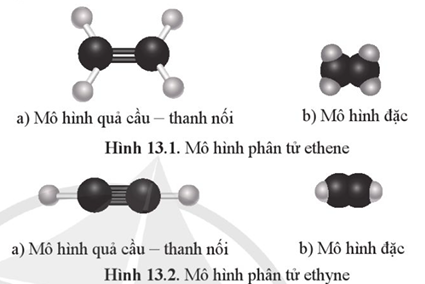 a) Mô hình quả cầu – thanh nối
b) Mô hình đặc
Hình 13.1. Mô hình phân tử ethene
a) Mô hình quả cầu – thanh nối
b) Mô hình đặc
Hình 13.2. Mô hình phân tử ethyne